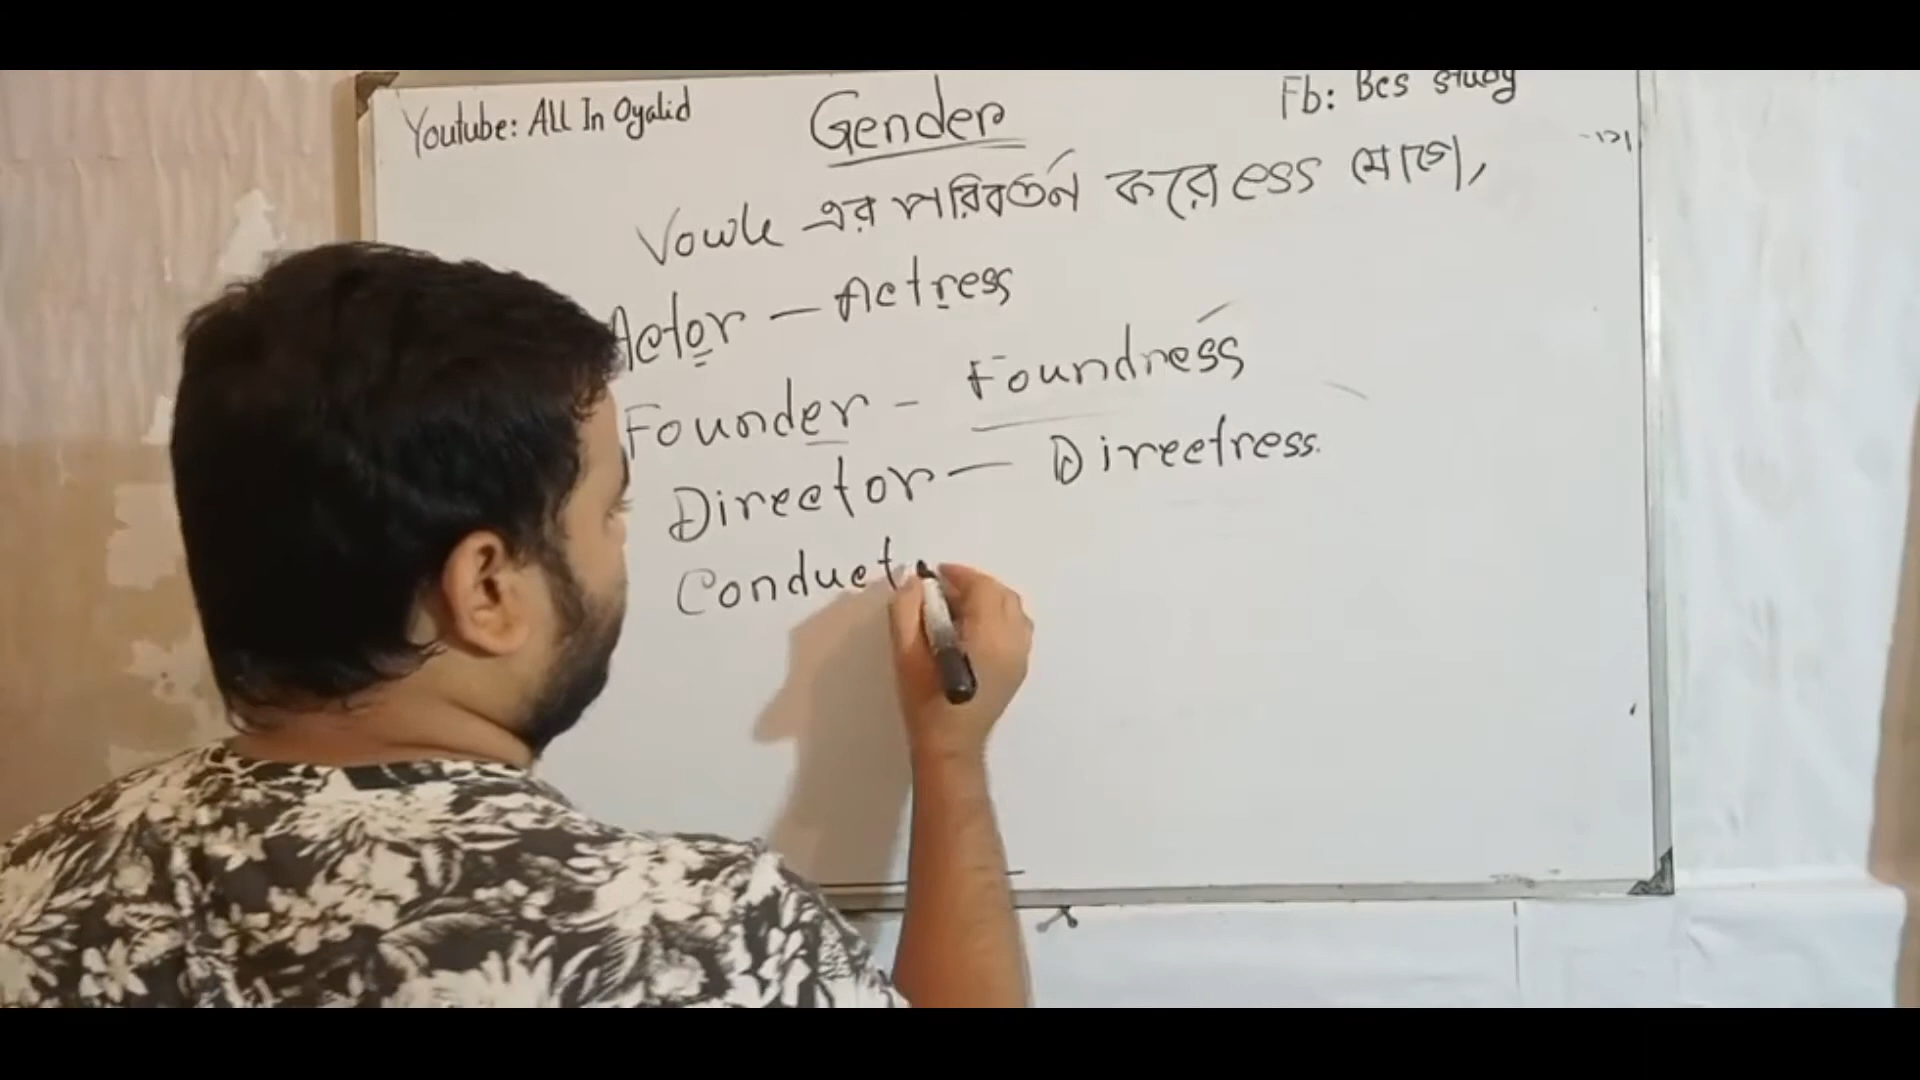 Youtube: All In Oyalid
Gender
Fb: Bcs study
Vowle এর পরিবর্তন করে ess যোগে,
Actor - Actress
Founder - Foundress
Director - Directress.
Conduct